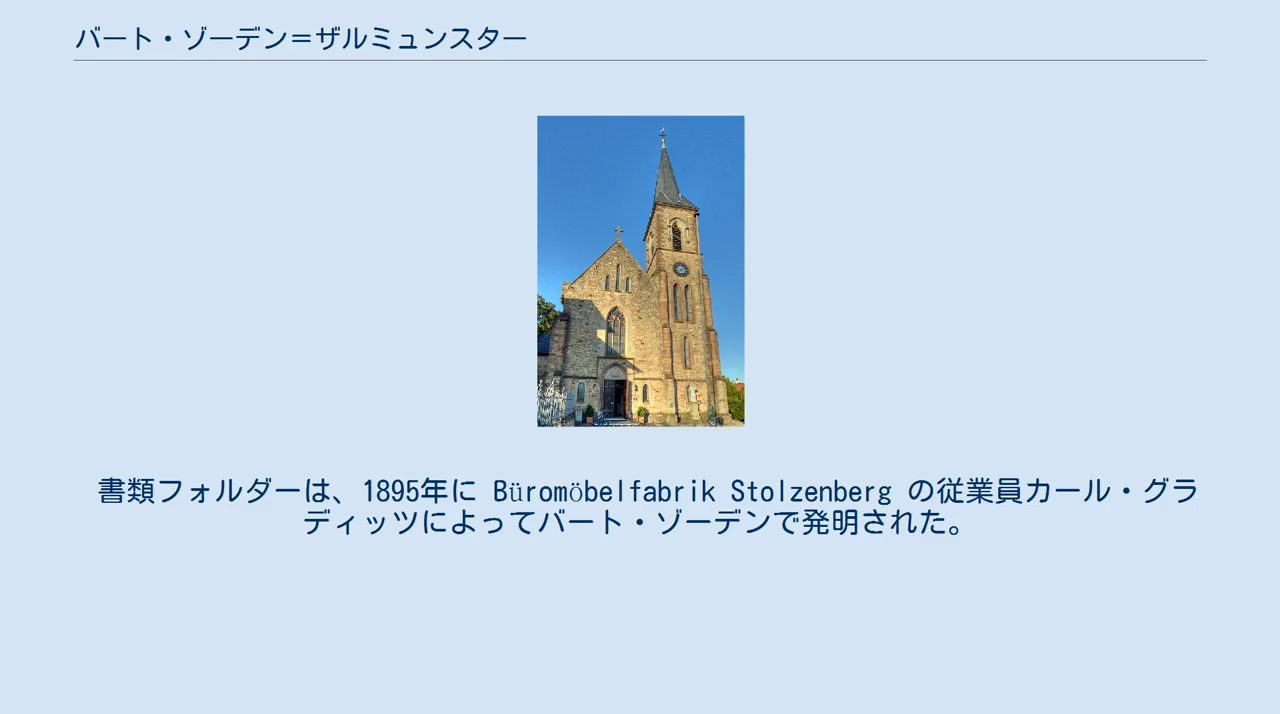 バート・ゾーデン＝ザルミュンスター
書類フォルダーは、1895年に Büromöbelfabrik Stolzenberg の従業員カール・グラ
ディッツによってバート・ゾーデンで発明された。